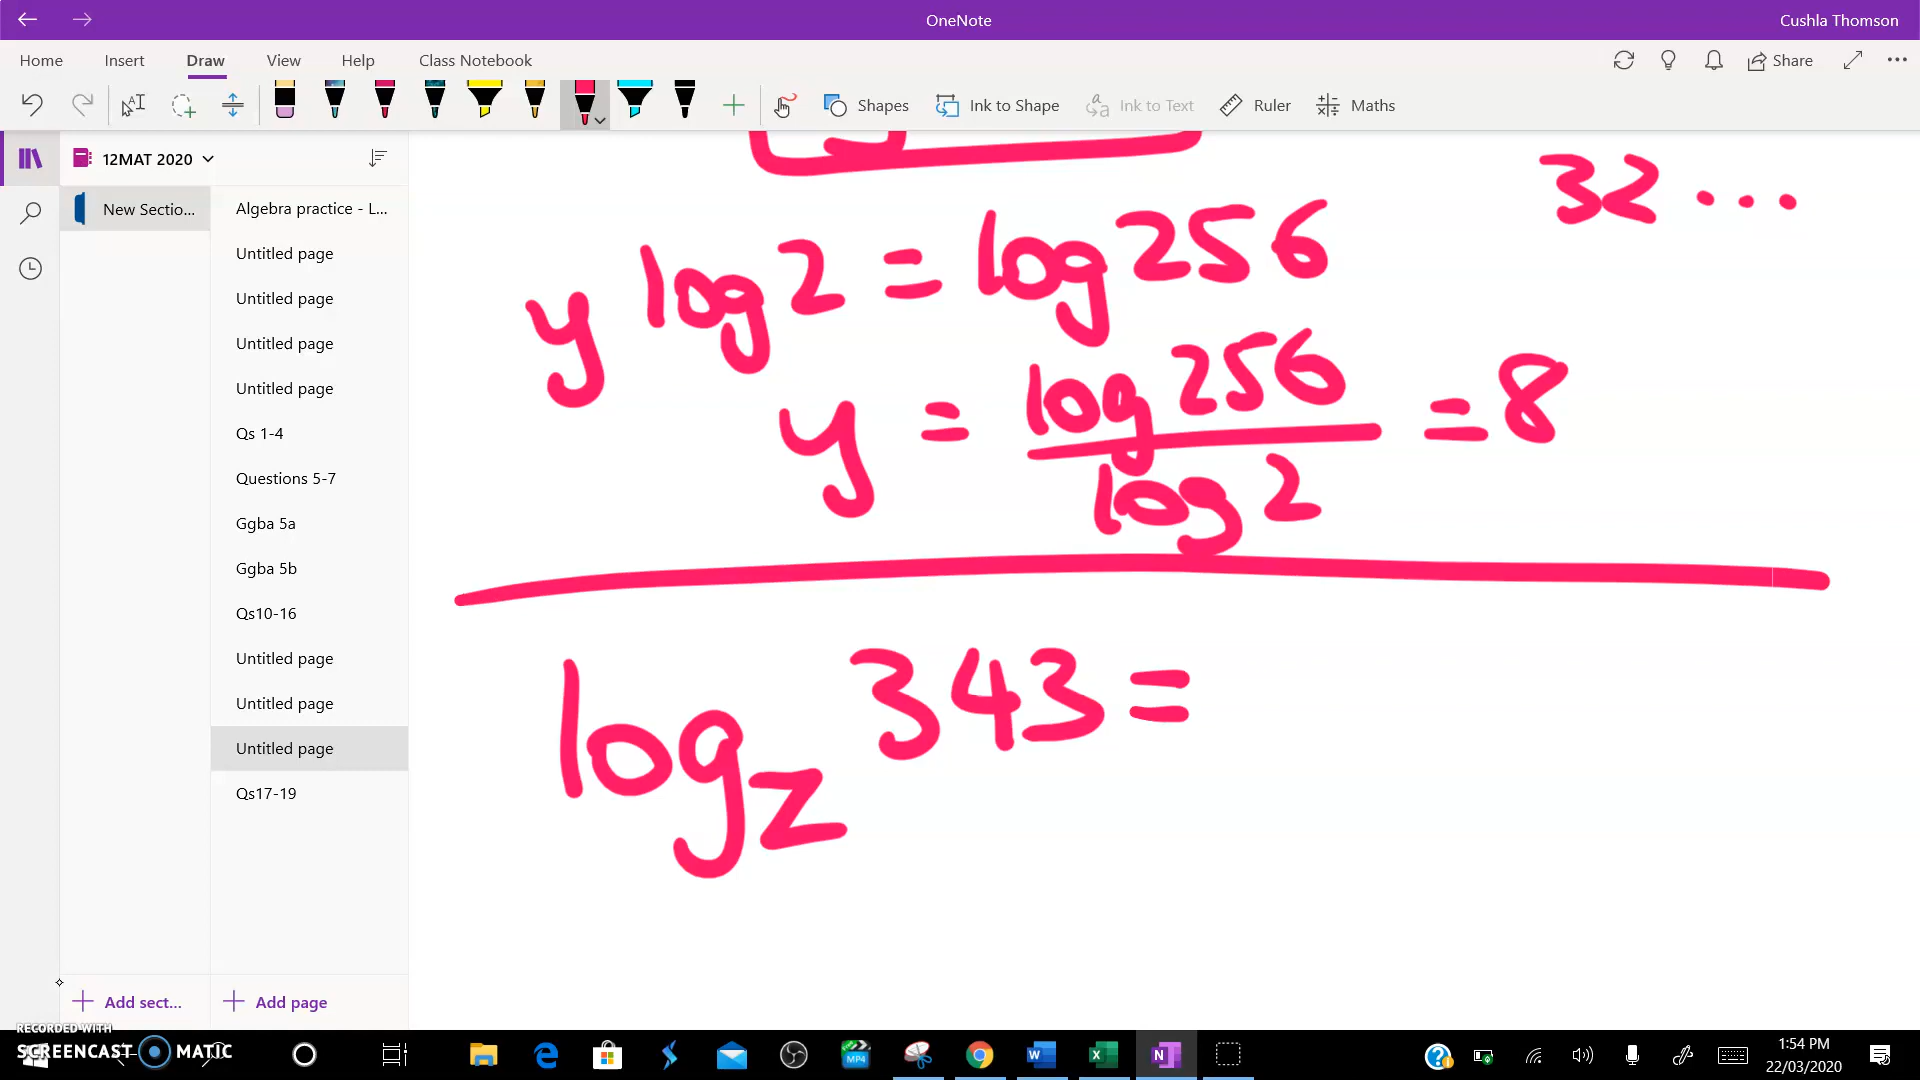 OneNote
Cushla Thomson
Home Insert Draw View Help Class Notebook
Share
Shapes Ink to Shape Ink to Text Ruler Maths
12MAT 2020
New Sectio...
Algebra practice - L...
Untitled page
Untitled page
Untitled page
Untitled page
Qs 1-4
Questions 5-7
Ggba 5a
Ggba 5b
Qs10-16
Untitled page
Untitled page
Untitled page
Qs17-19
Add sect...
Add page
32 ...
y log 2 = log 256
y = log 256 / log 2 = 8
log z 343 =
RECORDED WITH
SCREENCAST MATIC
MP4
1:54 PM
22/03/2020